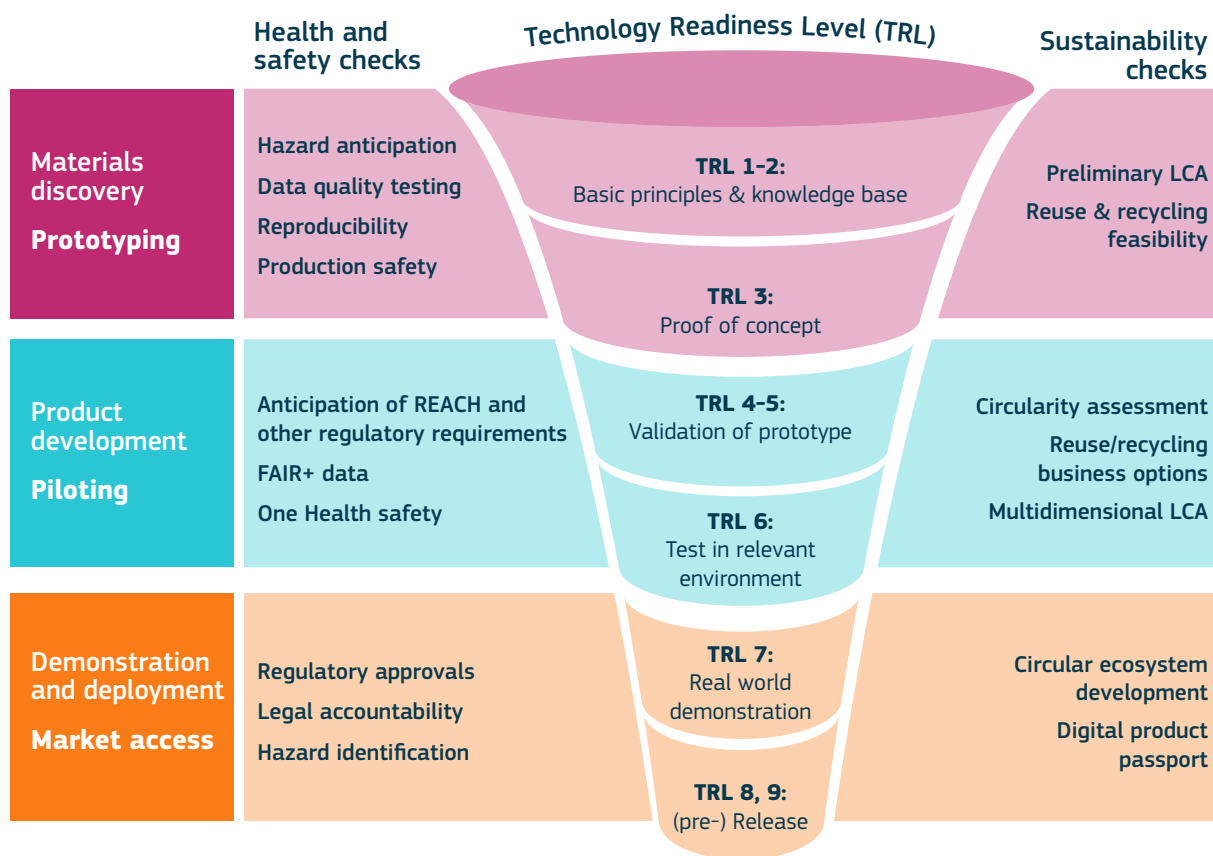 Health and
safety checks
Technology Readiness Level (TRL)
Sustainability
checks
Materials
discovery
Prototyping
Hazard anticipation
Data quality testing
Reproducibility
Production safety
TRL 1-2:
Basic principles & knowledge base
TRL 3:
Proof of concept
Preliminary LCA
Reuse & recycling
feasibility
Product
development
Piloting
Anticipation of REACH and
other regulatory requirements
FAIR+ data
One Health safety
TRL 4-5:
Validation of prototype
TRL 6:
Test in relevant
environment
Circularity assessment
Reuse/recycling
business options
Multidimensional LCA
Demonstration
and deployment
Market access
Regulatory approvals
Legal accountability
Hazard identification
TRL 7:
Real world
demonstration
TRL 8, 9:
(pre-) Release
Circular ecosystem
development
Digital product
passport